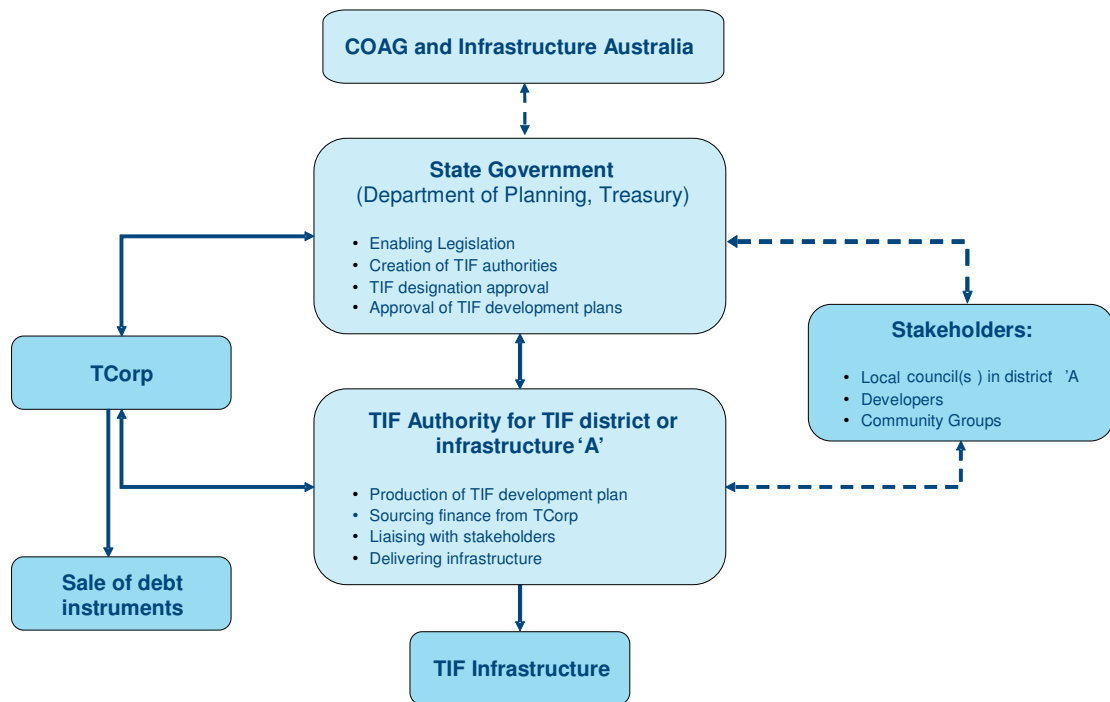 COAG and Infrastructure Australia
State Government
(Department of Planning, Treasury)
• Enabling Legislation
• Creation of TIF authorities
• TIF designation approval
• Approval of TIF development plans
TCorp
Stakeholders:
• Local council(s ) in district 'A
• Developers
• Community Groups
TIF Authority for TIF district or
infrastructure ‘A’
• Production of TIF development plan
• Sourcing finance from TCorp
• Liaising with stakeholders
• Delivering infrastructure
Sale of debt
instruments
TIF Infrastructure